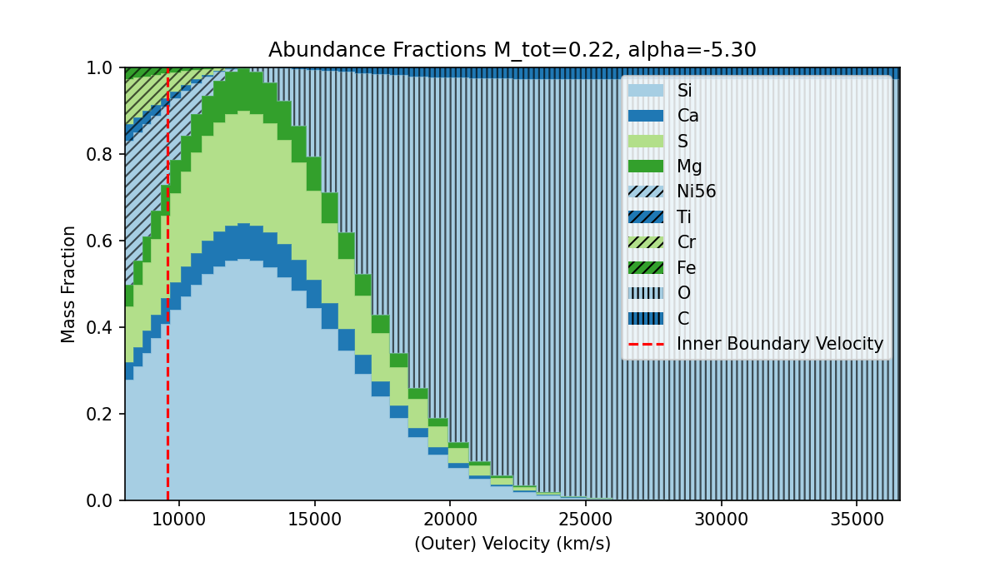 Abundance Fractions M_tot=0.22, alpha=-5.30
1.0
0.8
0.6
0.4
0.2
0.0
Mass Fraction
Si
Ca
S
Mg
Ni56
Ti
Cr
Fe
O
C
Inner Boundary Velocity
10000 15000 20000 25000 30000 35000
(Outer) Velocity (km/s)